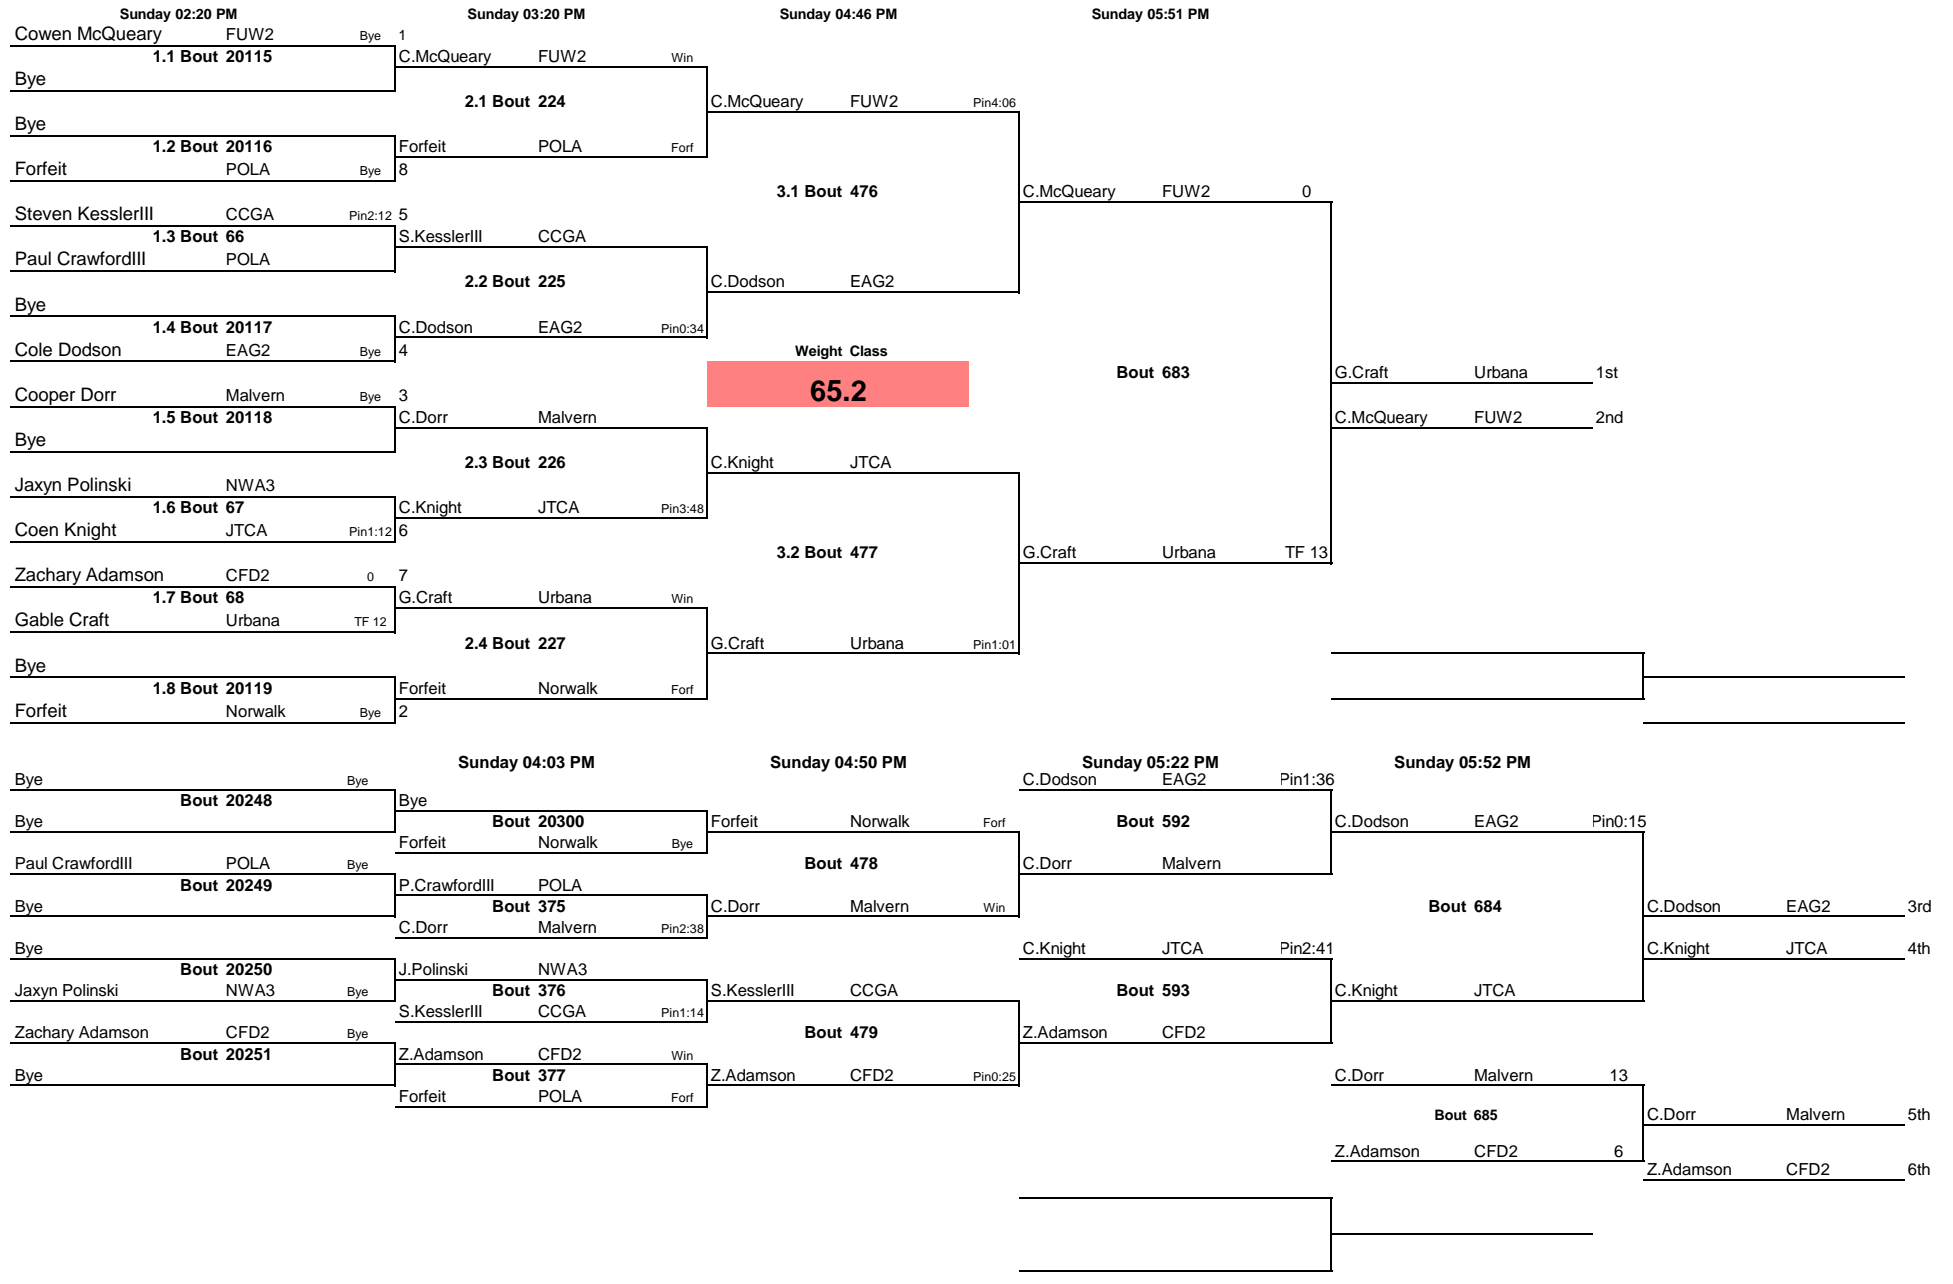 Sunday 02:20 PM Sunday 03:20 PM Sunday 04:46 PM Sunday 05:51 PM
Cowen McQueary FUW2 Bye 1
1.1 Bout 20115 C.McQueary FUW2 Win
Bye
2.1 Bout 224 C.McQueary FUW2 Pin4:06
Bye
1.2 Bout 20116 Forfeit POLA Forf
Forfeit POLA Bye 8
3.1 Bout 476 C.McQueary FUW2 0
Steven KesslerIII CCGA Pin2:12 5
1.3 Bout 66 S.KesslerIII CCGA
Paul CrawfordIII POLA
2.2 Bout 225 C.Dodson EAG2
Bye
1.4 Bout 20117 C.Dodson EAG2 Pin0:34
Cole Dodson EAG2 Bye 4 Weight Class
Bout 683 G.Craft Urbana 1st
Cooper Dorr Malvern Bye 3 65.2
1.5 Bout 20118 C.Dorr Malvern C.McQueary FUW2 2nd
Bye
2.3 Bout 226 C.Knight JTCA
Jaxyn Polinski NWA3
1.6 Bout 67 C.Knight JTCA Pin3:48
Coen Knight JTCA Pin1:12 6
3.2 Bout 477 G.Craft Urbana TF 13
Zachary Adamson CFD2 0 7
1.7 Bout 68 G.Craft Urbana Win
Gable Craft Urbana TF 12
2.4 Bout 227 G.Craft Urbana Pin1:01
Bye
1.8 Bout 20119 Forfeit Norwalk Forf
Forfeit Norwalk Bye 2
Sunday 04:03 PM Sunday 04:50 PM Sunday 05:22 PM Sunday 05:52 PM
Bye Bye C.Dodson EAG2 Pin1:36
Bout 20248 Bye
Bye Bout 20300 Forfeit Norwalk Forf Bout 592 C.Dodson EAG2 Pin0:15
Forfeit Norwalk Bye
Paul CrawfordIII POLA Bye Bout 478 C.Dorr Malvern
Bout 20249 P.CrawfordIII POLA
Bye Bout 375 C.Dorr Malvern Win Bout 684 C.Dodson EAG2 3rd
C.Dorr Malvern Pin2:38
Bye C.Knight JTCA Pin2:41 C.Knight JTCA 4th
Bout 20250 J.Polinski NWA3
Jaxyn Polinski NWA3 Bye Bout 376 S.KesslerIII CCGA Bout 593 C.Knight JTCA
S.KesslerIII CCGA Pin1:14
Zachary Adamson CFD2 Bye Bout 479 Z.Adamson CFD2
Bout 20251 Z.Adamson CFD2 Win
Bye Bout 377 Z.Adamson CFD2 Pin0:25 C.Dorr Malvern 13
Forfeit POLA Forf
Bout 685 C.Dorr Malvern 5th
Z.Adamson CFD2 6
Z.Adamson CFD2 6th